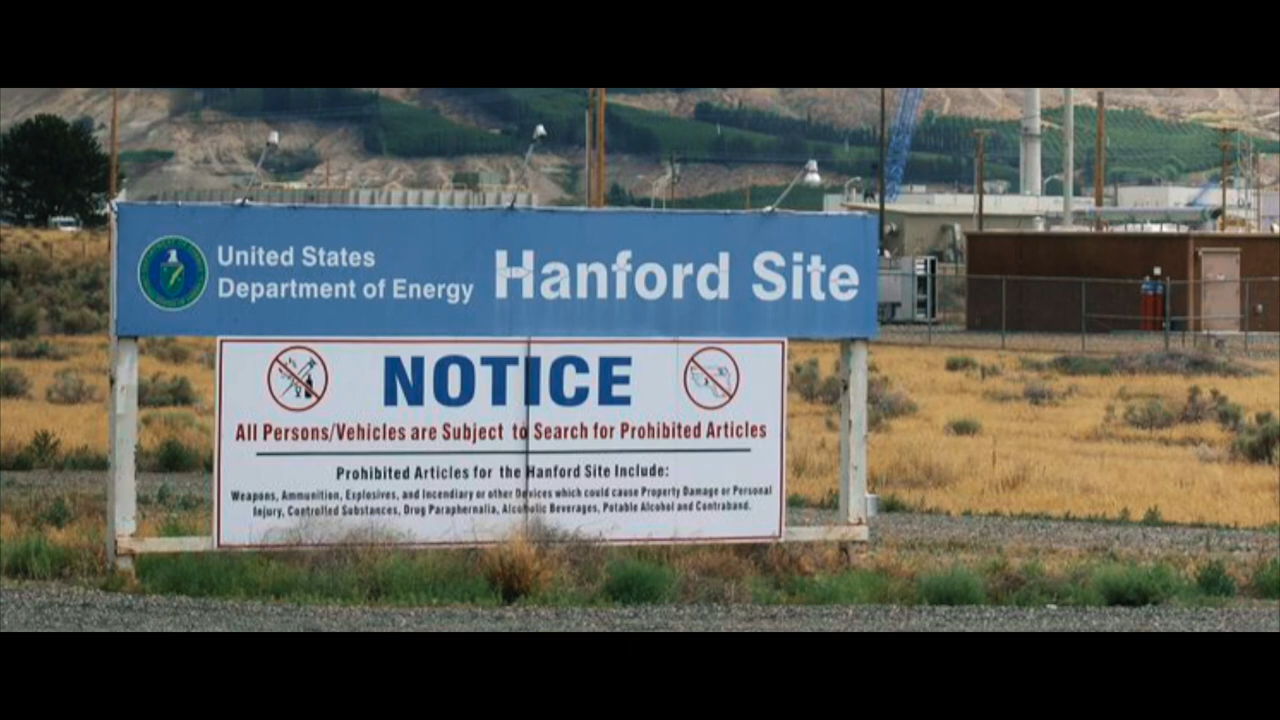 United States
Department of Energy
Hanford Site
NOTICE
All Persons/Vehicles are Subject to Search for Prohibited Articles
Prohibited Articles for the Hanford Site Include:
Weapons, Ammunition, Explosives, and Incendiary or other Devices which could cause Property Damage or Personal
Injury, Controlled Substances, Drug Paraphernalia, Alcoholic Beverages, Potable Alcohol and Contraband.